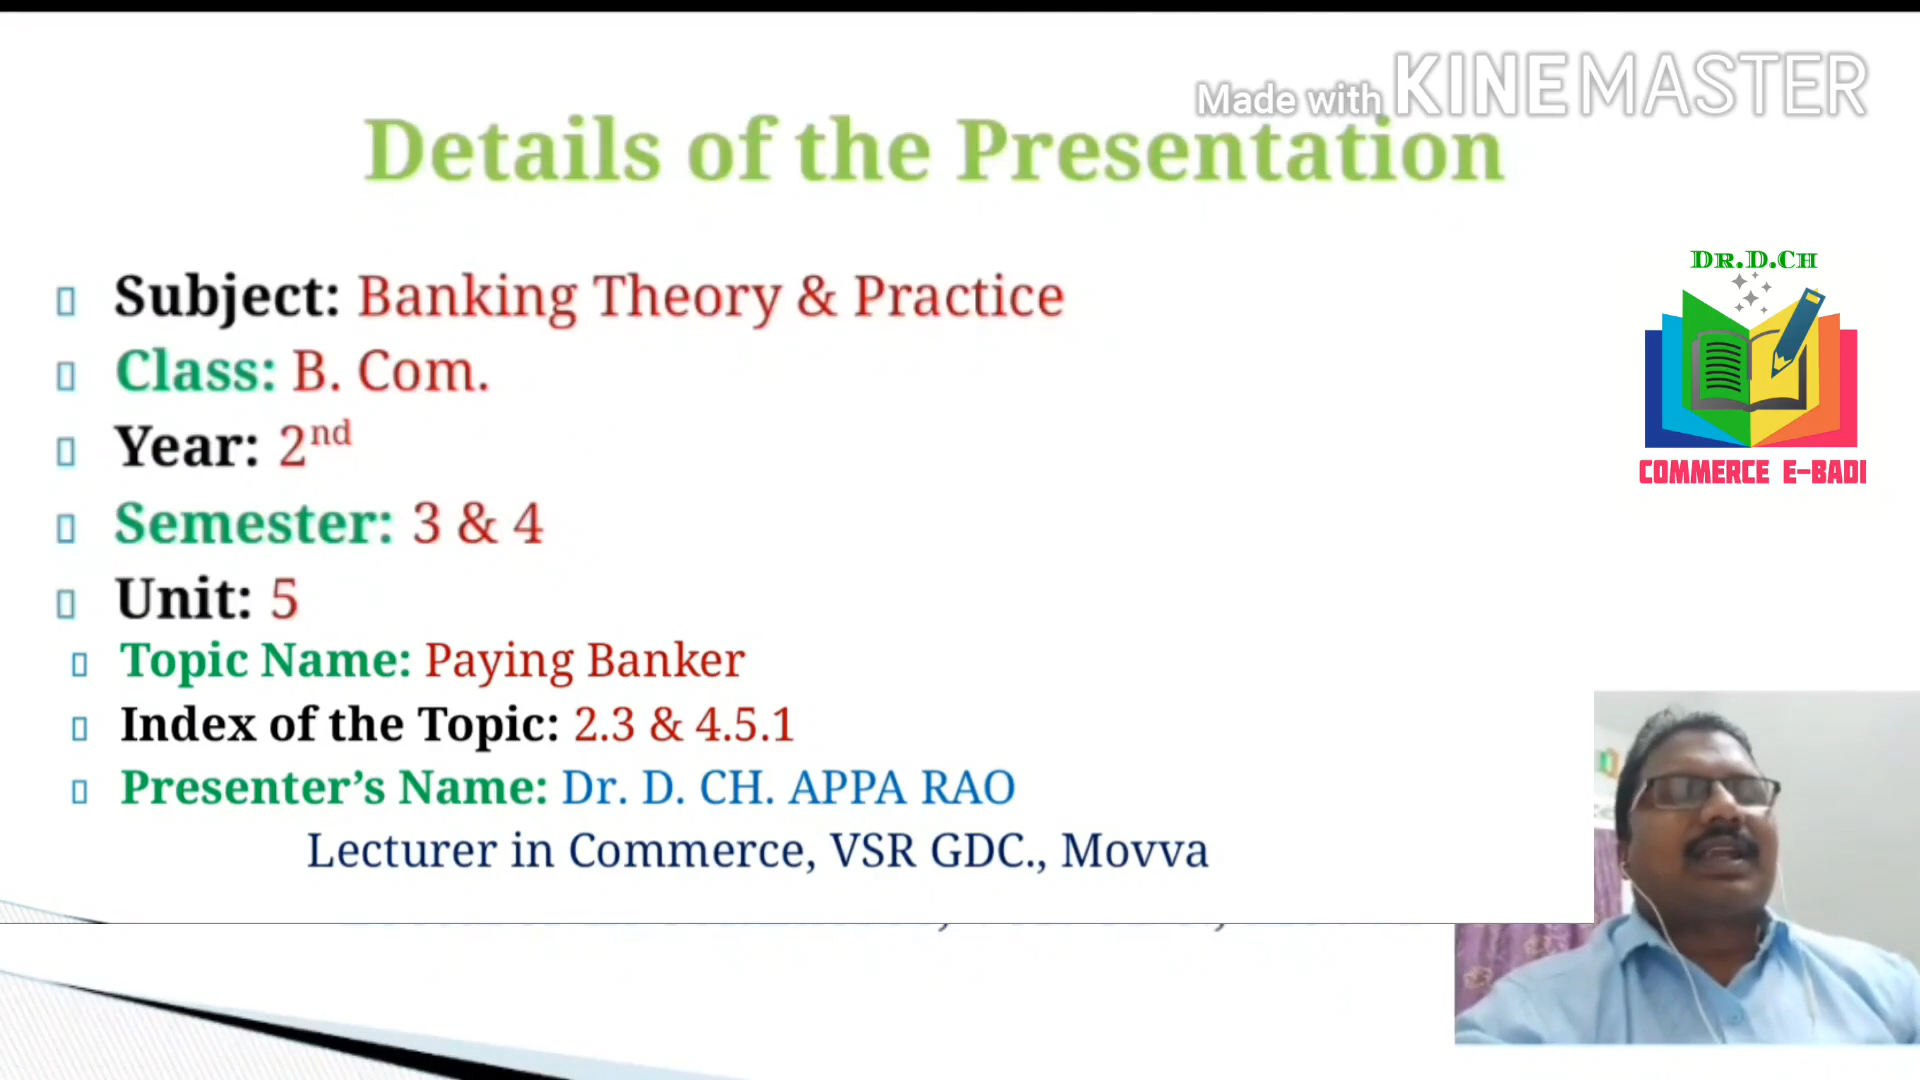 Made with KINEMASTER
Details of the Presentation
Subject: Banking Theory & Practice
Class: B. Com.
Year: 2nd
Semester: 3 & 4
Unit: 5
Topic Name: Paying Banker
Index of the Topic: 2.3 & 4.5.1
Presenter’s Name: Dr. D. CH. APPA RAO
Lecturer in Commerce, VSR GDC., Movva
DR.D.CH
COMMERCE E-BADI